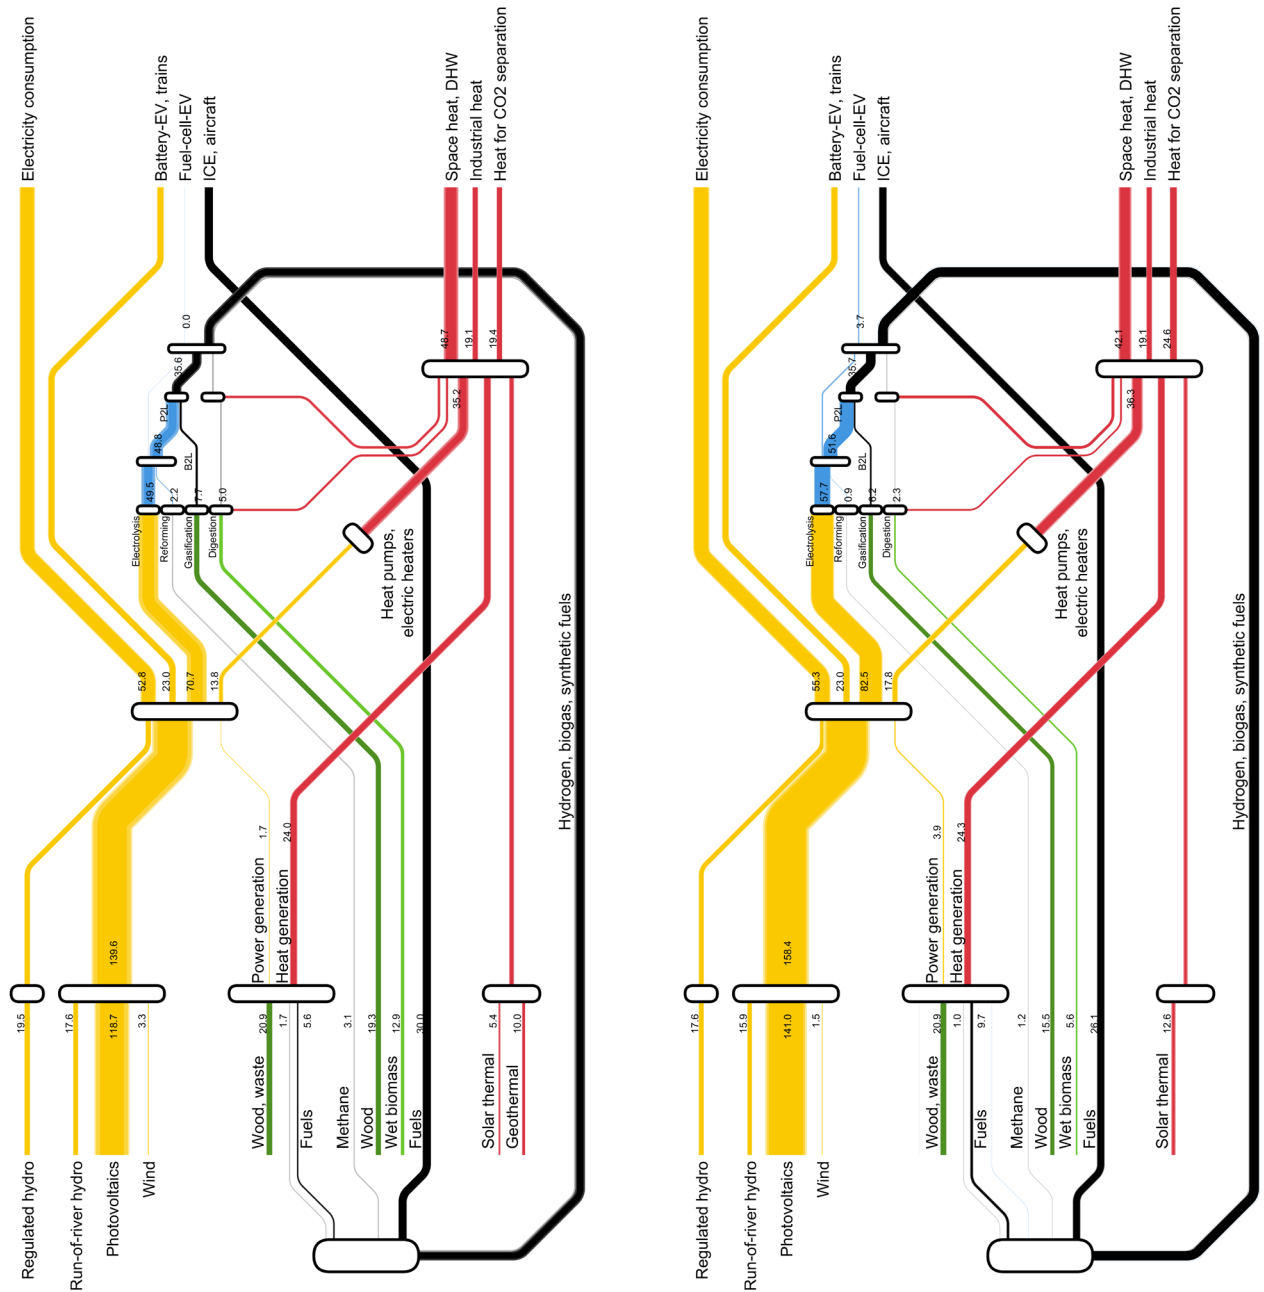 Electricity consumption
Battery-EV, trains
Fuel-cell-EV
ICE, aircraft
Space heat, DHW
Industrial heat
Heat for CO2 separation
0.0
35.6
48.7
19.1
19.4
P2L
35.2
48.8
B2L
49.5
2.2
7.7
5.0
Electrolysis
Reforming
Gasification
Digestion
Heat pumps,
electric heaters
52.8
23.0
70.7
13.8
Hydrogen, biogas, synthetic fuels
1.7
24.0
Power generation
Heat generation
139.6
19.5
17.6
118.7
3.3
20.9
1.7
5.6
3.1
19.3
12.9
30.0
5.4
10.0
Wood, waste
Fuels
Methane
Wood
Wet biomass
Fuels
Solar thermal
Geothermal
Regulated hydro
Run-of-river hydro
Photovoltaics
Wind
Electricity consumption
Battery-EV, trains
Fuel-cell-EV
ICE, aircraft
Space heat, DHW
Industrial heat
Heat for CO2 separation
3.7
35.7
42.1
19.1
24.6
P2L
36.3
51.6
B2L
57.7
0.9
6.2
2.3
Electrolysis
Reforming
Gasification
Digestion
Heat pumps,
electric heaters
55.3
23.0
82.5
17.8
Hydrogen, biogas, synthetic fuels
3.9
24.3
Power generation
Heat generation
158.4
17.6
15.9
141.0
1.5
20.9
1.0
9.7
1.2
15.5
5.6
26.1
12.6
Wood, waste
Fuels
Methane
Wood
Wet biomass
Fuels
Solar thermal
Regulated hydro
Run-of-river hydro
Photovoltaics
Wind